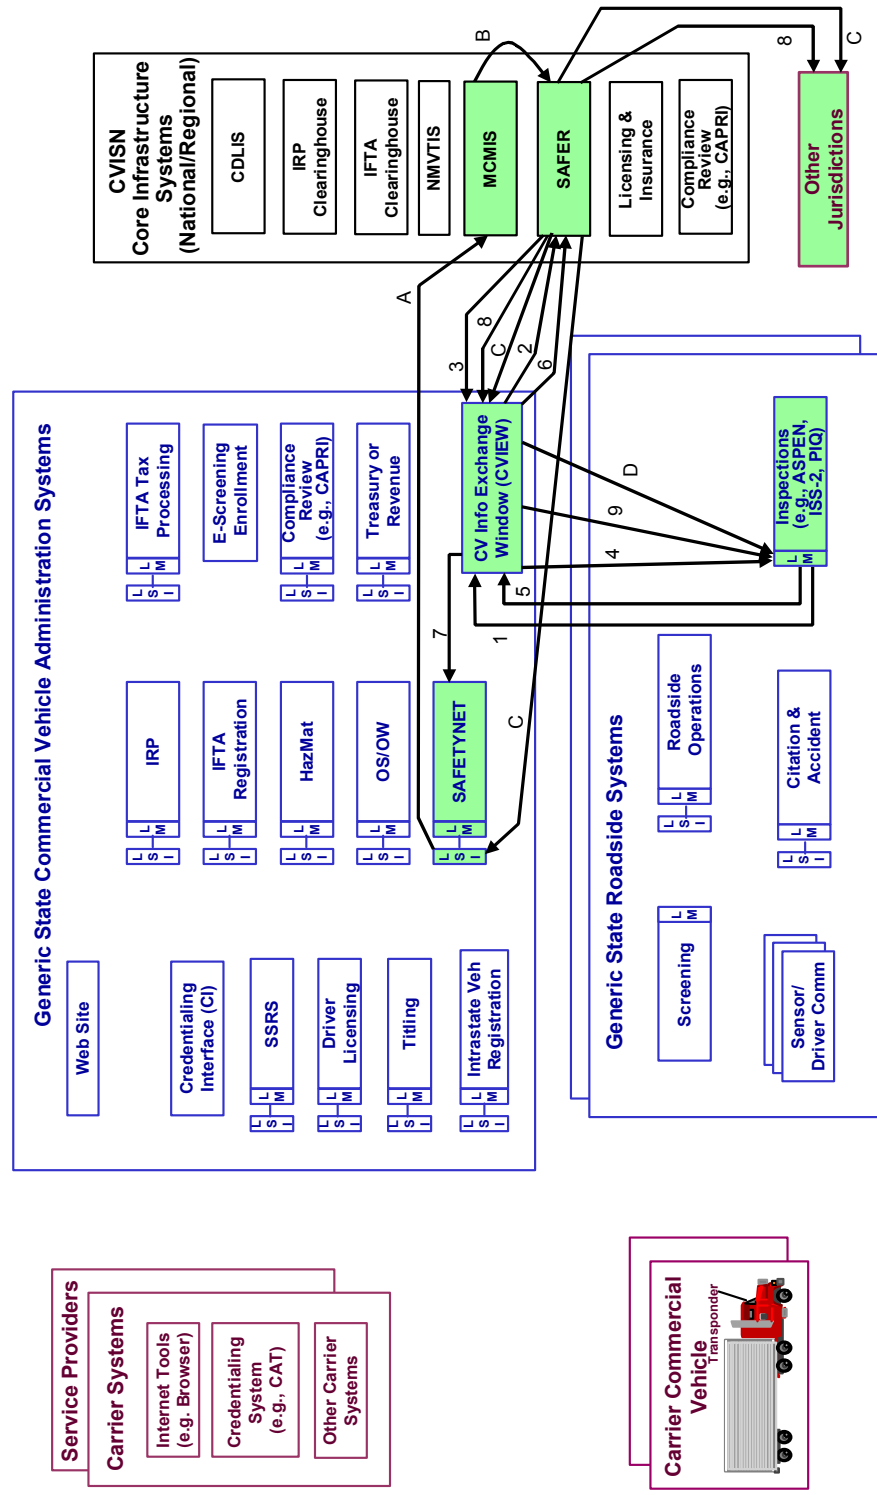 Service Providers
Carrier Systems
Internet Tools
(e.g. Browser)
Credentialing
System
(e.g., CAT)
Other Carrier
Systems
Carrier Commercial
Vehicle
Transponder
Generic State Commercial Vehicle Administration Systems
Web Site
Credentialing
Interface (CI)
SSRS
L
M
L
S
I
Driver
Licensing
L
M
L
S
I
Titling
L
M
L
S
I
Intrastate Veh
Registration
L
M
L
S
I
IRP
L
M
L
S
I
IFTA
Registration
L
M
L
S
I
HazMat
L
M
L
S
I
OS/OW
L
M
L
S
I
SAFETYNET
L
M
L
S
I
IFTA Tax
Processing
L
M
L
S
I
E-Screening
Enrollment
Compliance
Review
(e.g., CAPRI)
L
M
L
S
I
Treasury or
Revenue
L
M
L
S
I
CV Info Exchange
Window (CVIEW)
Generic State Roadside Systems
Screening
L
M
Sensor/
Driver Comm
Roadside
Operations
L
M
L
S
I
Citation &
Accident
L
M
L
S
I
Inspections
(e.g., ASPEN,
ISS-2, PIQ)
L
M
CVISN
Core Infrastructure
Systems
(National/Regional)
CDLIS
IRP
Clearinghouse
IFTA
Clearinghouse
NMVTIS
MCMIS
SAFER
Licensing &
Insurance
Compliance
Review
(e.g., CAPRI)
Other
Jurisdictions
A
B
8
C
3
8
C
2
6
7
1
5
C
4
9
D